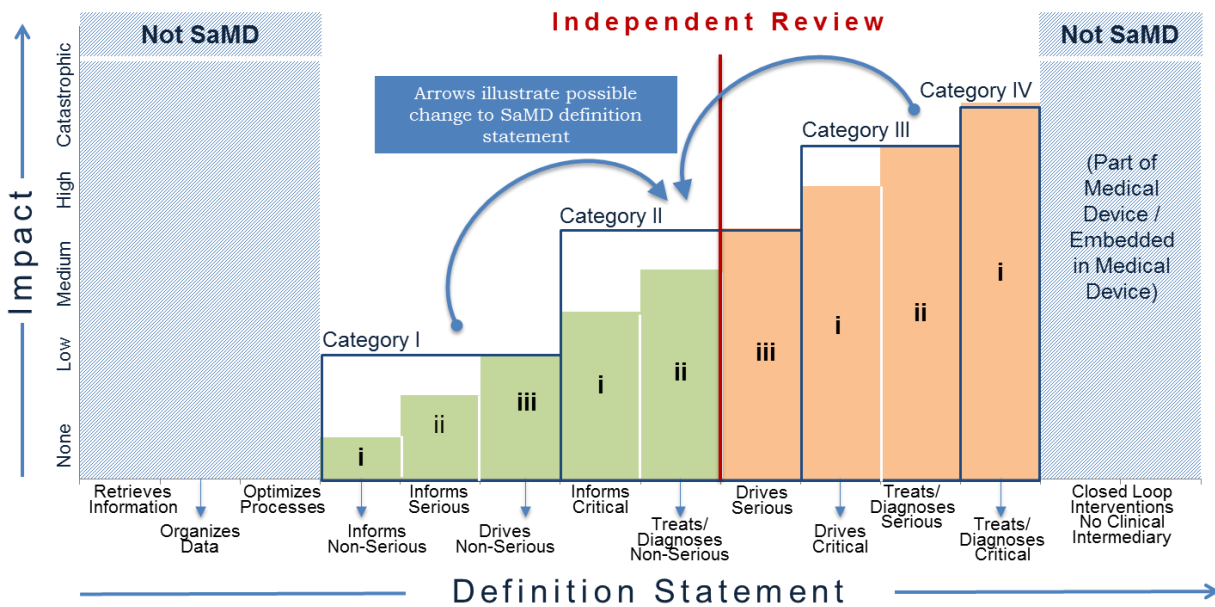 Independent Review
Not SaMD
Not SaMD
Impact
Catastrophic
High
Medium
Low
None
Arrows illustrate possible
change to SaMD definition
statement
Category I
Category II
Category III
Category IV
i
ii
iii
i
ii
iii
i
ii
i
(Part of
Medical
Device /
Embedded
in Medical
Device)
Retrieves
Information
Organizes
Data
Optimizes
Processes
Informs
Non-Serious
Informs
Serious
Drives
Non-Serious
Informs
Critical
Treats/
Diagnoses
Non-Serious
Drives
Serious
Drives
Critical
Treats/
Diagnoses
Serious
Treats/
Diagnoses
Critical
Closed Loop
Interventions
No Clinical
Intermediary
Definition Statement